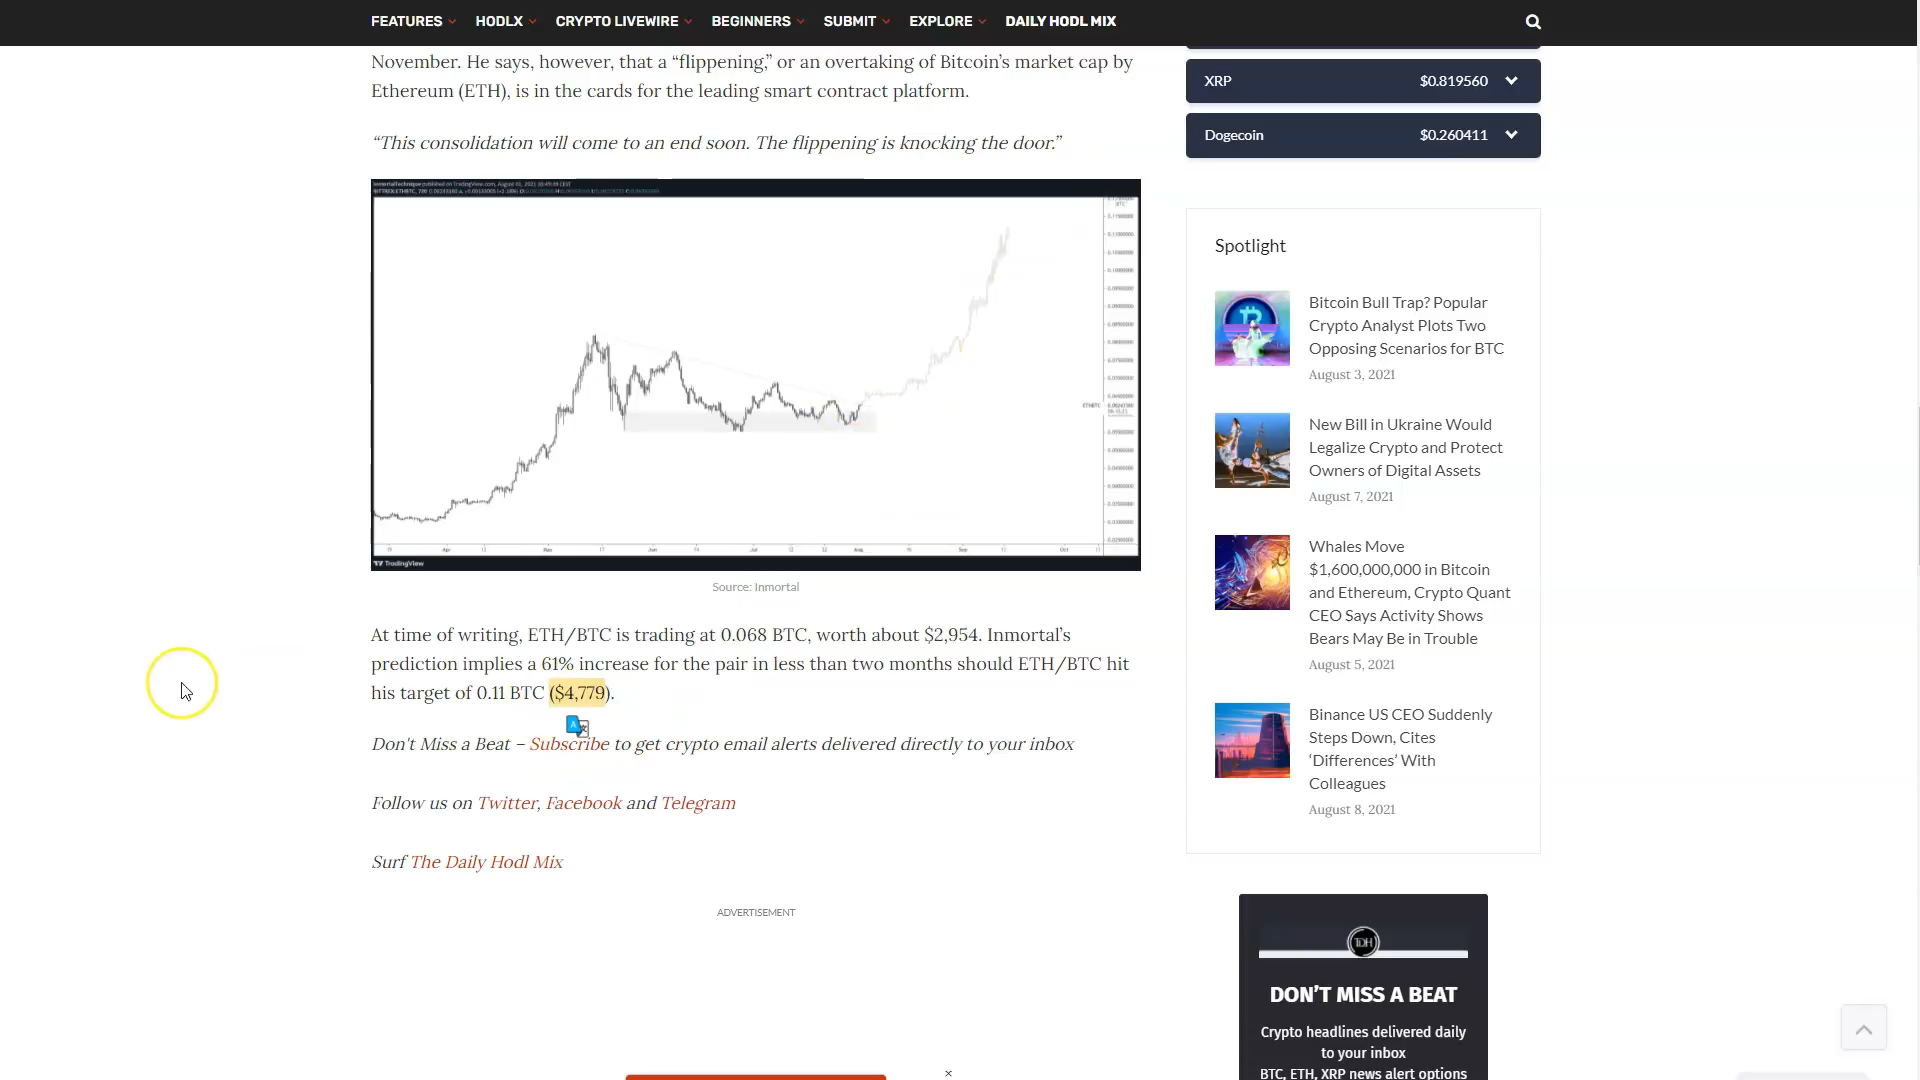 FEATURES HODLX CRYPTO LIVEWIRE BEGINNERS SUBMIT EXPLORE DAILY HODL MIX
November. He says, however, that a “flippening,” or an overtaking of Bitcoin’s market cap by
Ethereum (ETH), is in the cards for the leading smart contract platform.
“This consolidation will come to an end soon. The flippening is knocking the door.”
TradingView
Source: Inmortal
At time of writing, ETH/BTC is trading at 0.068 BTC, worth about $2,954. Inmortal’s
prediction implies a 61% increase for the pair in less than two months should ETH/BTC hit
his target of 0.11 BTC ($4,779).
Don't Miss a Beat – Subscribe to get crypto email alerts delivered directly to your inbox
Follow us on Twitter, Facebook and Telegram
Surf The Daily Hodl Mix
ADVERTISEMENT
XRP $0.819560
Dogecoin $0.260411
Spotlight
Bitcoin Bull Trap? Popular
Crypto Analyst Plots Two
Opposing Scenarios for BTC
August 3, 2021
New Bill in Ukraine Would
Legalize Crypto and Protect
Owners of Digital Assets
August 7, 2021
Whales Move
$1,600,000,000 in Bitcoin
and Ethereum, Crypto Quant
CEO Says Activity Shows
Bears May Be in Trouble
August 5, 2021
Binance US CEO Suddenly
Steps Down, Cites
‘Differences’ With
Colleagues
August 8, 2021
TDH
DON’T MISS A BEAT
Crypto headlines delivered daily
to your inbox
BTC, ETH, XRP news alert options